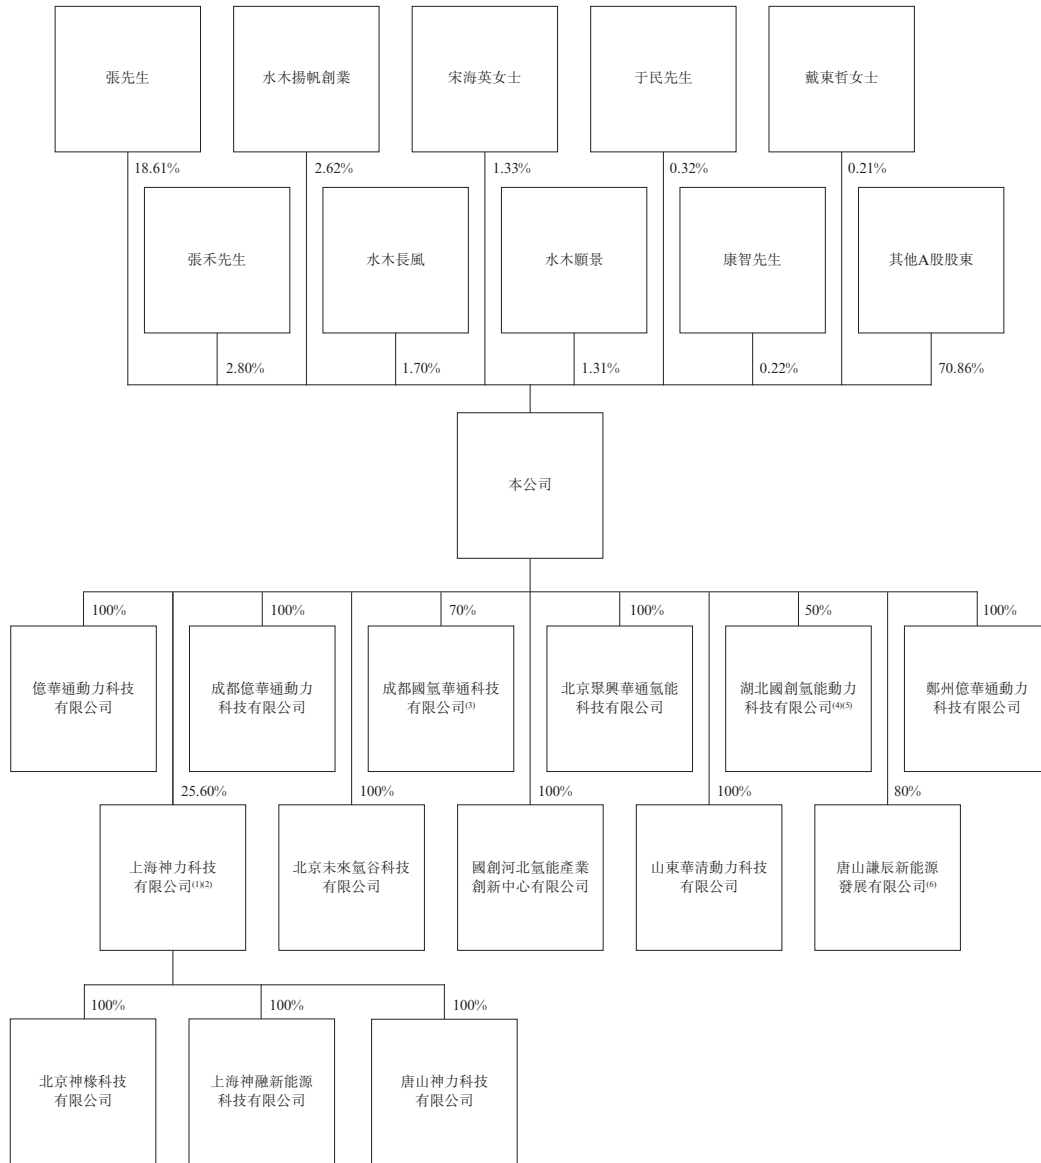 張先生
水木揚帆創業
宋海英女士
于民先生
戴東哲女士
18.61%
2.62%
1.33%
0.32%
0.21%
張禾先生
水木長風
水木願景
康智先生
其他A股股東
2.80%
1.70%
1.31%
0.22%
70.86%
本公司
100%
100%
70%
100%
50%
100%
億華通動力科技
有限公司
成都億華通動力
科技有限公司
成都國氫華通科技
有限公司(3)
北京聚興華通氫能
科技有限公司
湖北國創氫能動力
科技有限公司(4)(5)
鄭州億華通動力
科技有限公司
25.60%
100%
100%
100%
80%
上海神力科技
有限公司(1)(2)
北京未來氫谷科技
有限公司
國創河北氫能產業
創新中心有限公司
山東華清動力科技
有限公司
唐山謙辰新能源
發展有限公司(6)
100%
100%
100%
北京神椽科技
有限公司
上海神融新能源
科技有限公司
唐山神力科技
有限公司